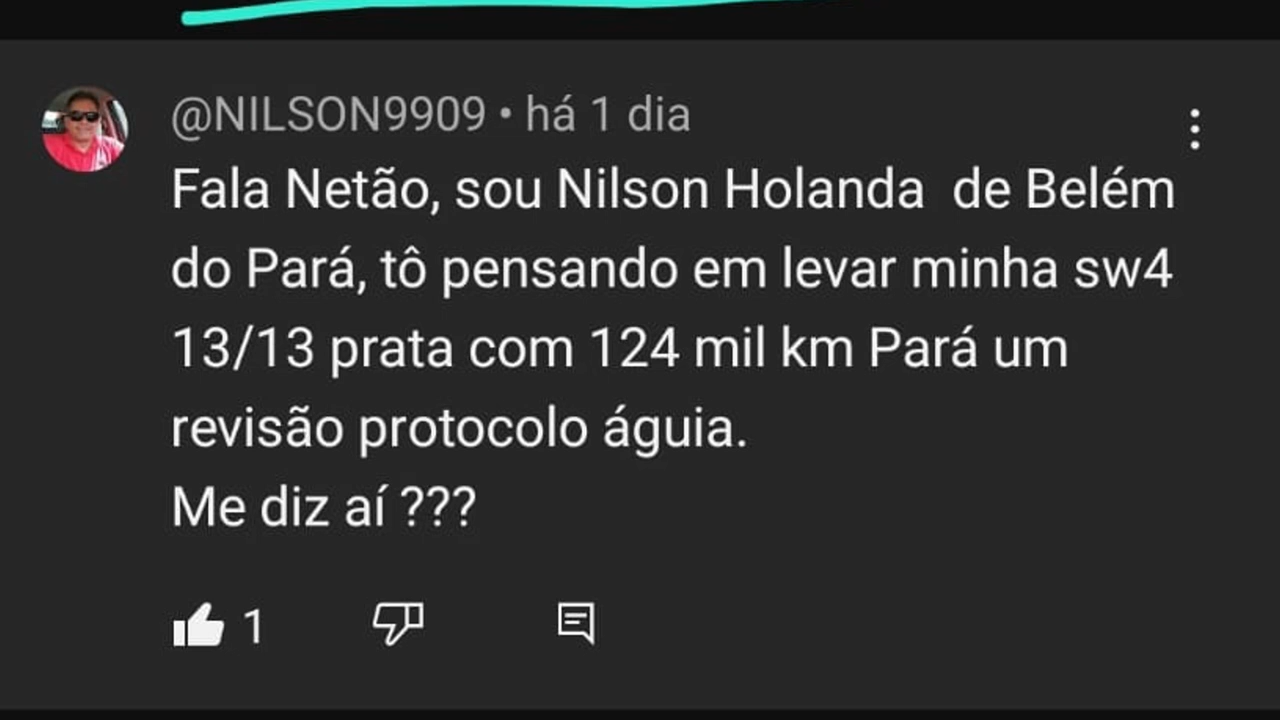 @NILSON9909 • há 1 dia
Fala Netão, sou Nilson Holanda  de Belém
do Pará, tô pensando em levar minha sw4
13/13 prata com 124 mil km Pará um
revisão protocolo águia.
Me diz aí ???
1